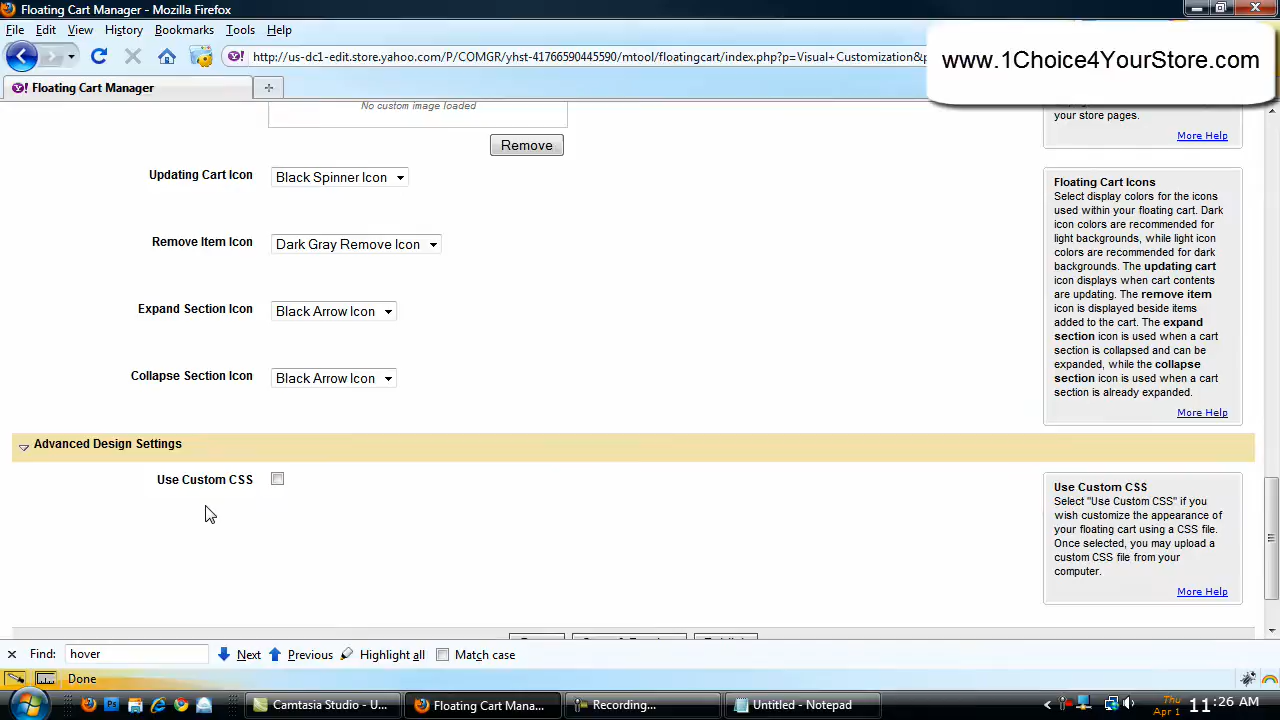 Floating Cart Manager - Mozilla Firefox
File Edit View History Bookmarks Tools Help
http://us-dc1-edit.store.yahoo.com/P/COMGR/yhst-41766590445590/mtool/floatingcart/index.php?p=Visual+Customization&p
www.1Choice4YourStore.com
Floating Cart Manager
No custom image loaded
Remove
your store pages.
More Help
Updating Cart Icon Black Spinner Icon
Remove Item Icon Dark Gray Remove Icon
Expand Section Icon Black Arrow Icon
Collapse Section Icon Black Arrow Icon
Floating Cart Icons
Select display colors for the icons
used within your floating cart. Dark
icon colors are recommended for
light backgrounds, while light icon
colors are recommended for dark
backgrounds. The updating cart
icon displays when cart contents
are updating. The remove item
icon is displayed beside items
added to the cart. The expand
section icon is used when a cart
section is collapsed and can be
expanded, while the collapse
section icon is used when a cart
section is already expanded.
More Help
Advanced Design Settings
Use Custom CSS
Use Custom CSS
Select "Use Custom CSS" if you
wish customize the appearance of
your floating cart using a CSS file.
Once selected, you may upload a
custom CSS file from your
computer.
More Help
Find: hover Next Previous Highlight all Match case
Done
Camtasia Studio - U... Floating Cart Mana... Recording... Untitled - Notepad
Thu
Apr 1
11:26 AM